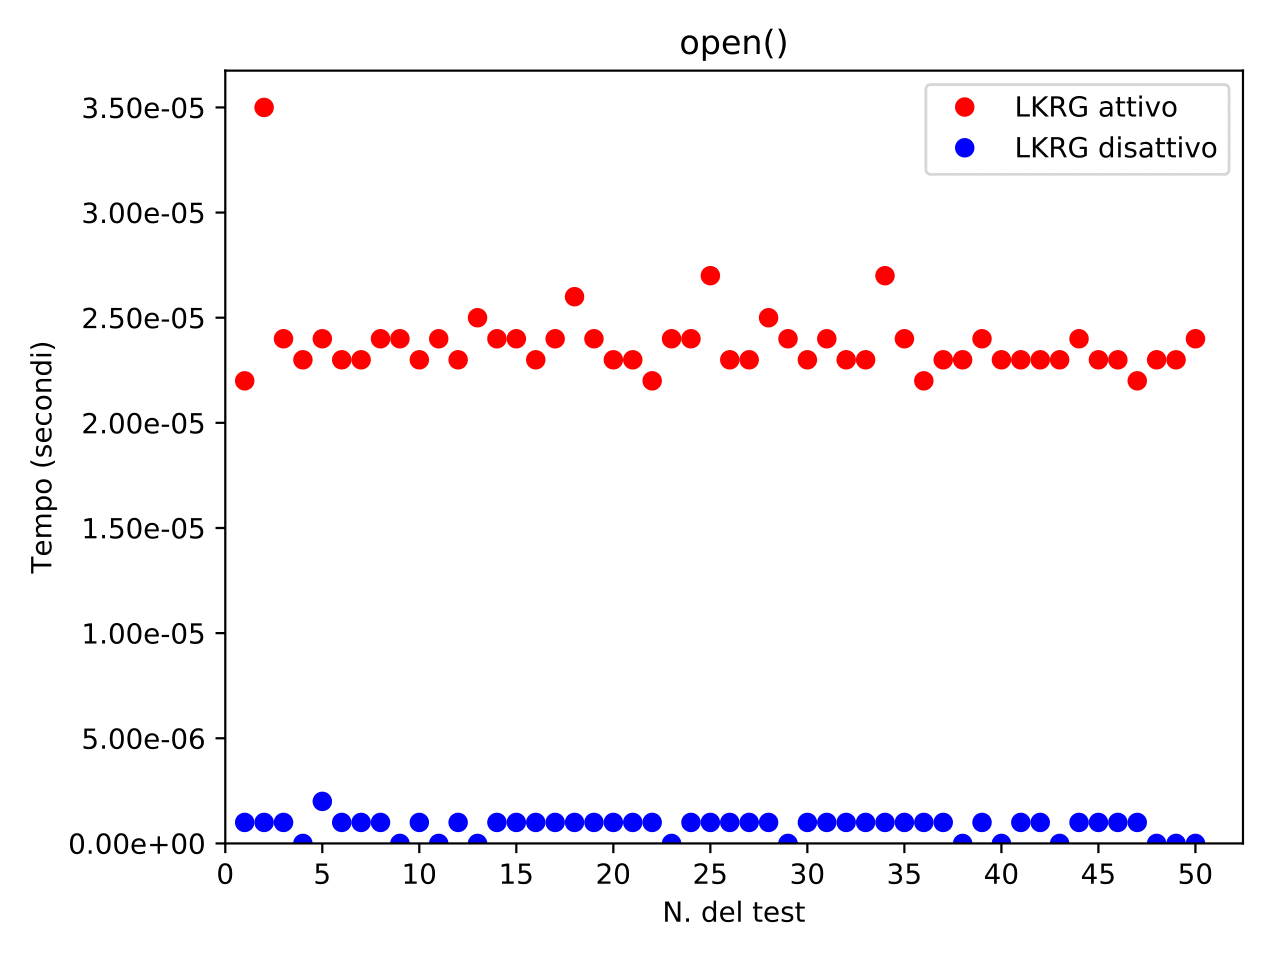 open()
LKRG attivo
LKRG disattivo
Tempo (secondi)
3.50e-05
3.00e-05
2.50e-05
2.00e-05
1.50e-05
1.00e-05
5.00e-06
0.00e+00
0 5 10 15 20 25 30 35 40 45 50
N. del test